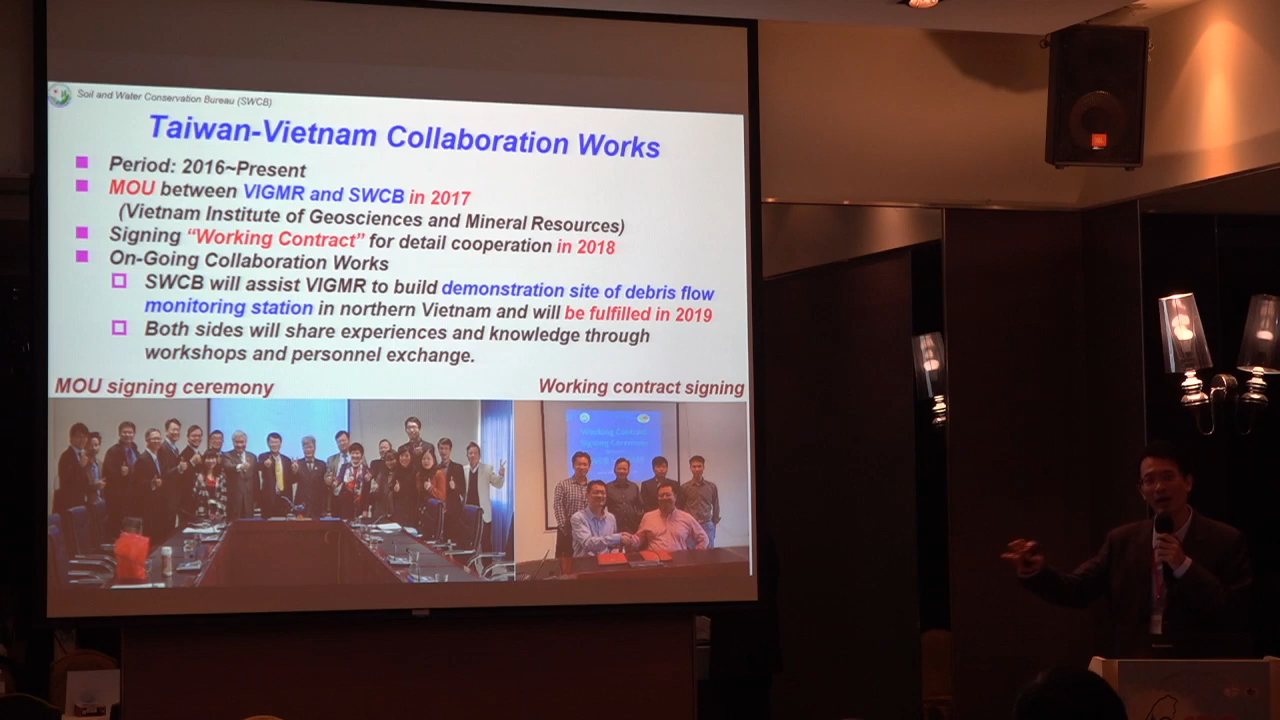 Soil and Water Conservation Bureau (SWCB)
Taiwan-Vietnam Collaboration Works
Period: 2016~Present
MOU between VIGMR and SWCB in 2017
(Vietnam Institute of Geosciences and Mineral Resources)
Signing “Working Contract” for detail cooperation in 2018
On-Going Collaboration Works
SWCB will assist VIGMR to build demonstration site of debris flow
monitoring station in northern Vietnam and will be fulfilled in 2019
Both sides will share experiences and knowledge through
workshops and personnel exchange.
MOU signing ceremony
Working contract signing
Working Contract
Signing Ceremony